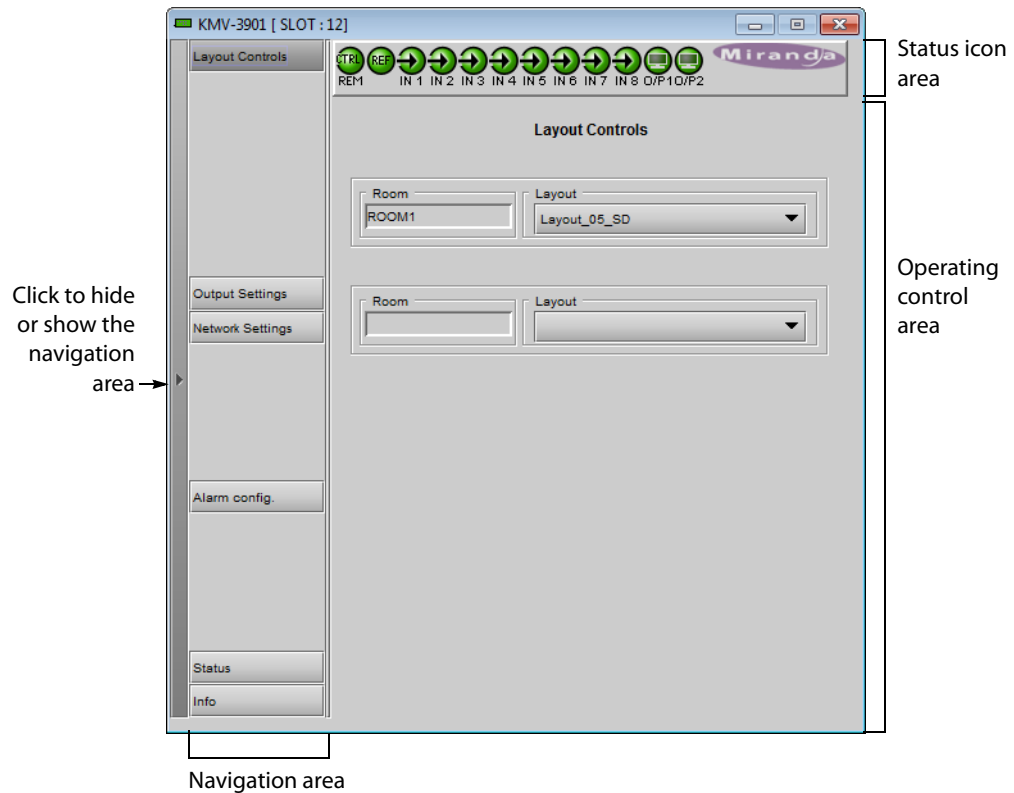 KMV-3901 [ SLOT : 12]
Layout Controls
CTRL REF
REM IN 1 IN 2 IN 3 IN 4 IN 5 IN 6 IN 7 IN 8 O/P1 O/P2
Miranda
Status icon
area
Layout Controls
Room
ROOM1
Layout
Layout_05_SD
Room
Layout
Operating
control
area
Output Settings
Network Settings
Click to hide
or show the
navigation
area
Alarm config.
Status
Info
Navigation area